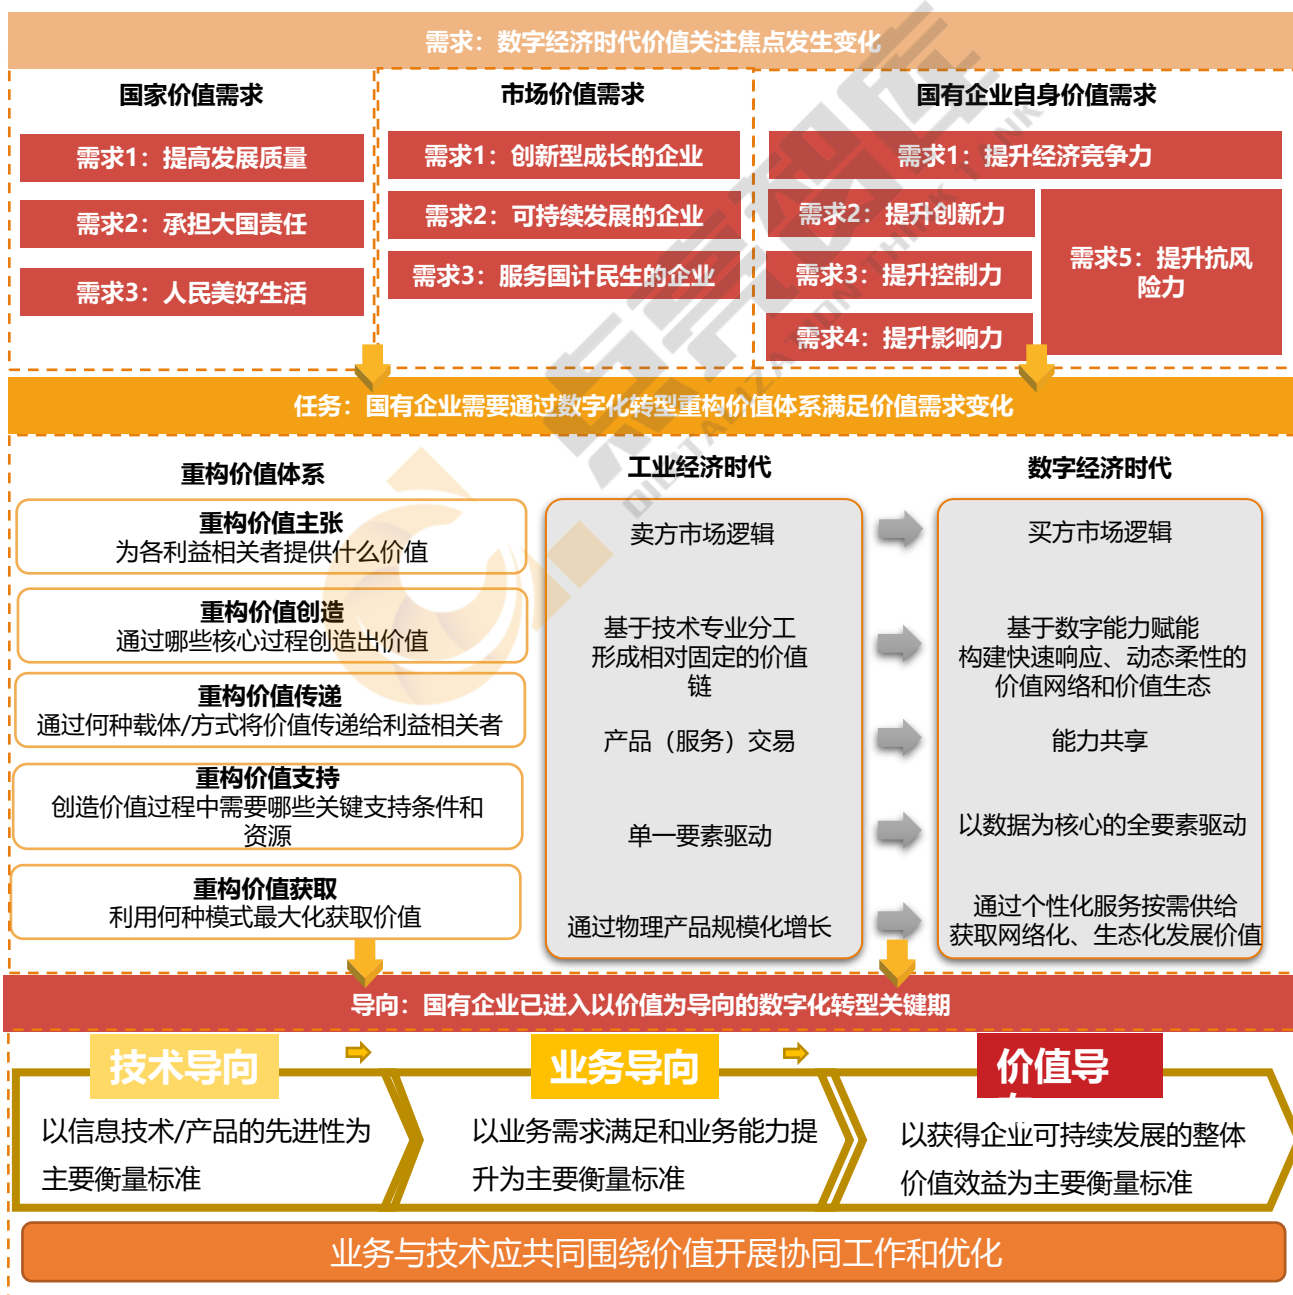 需求：数字经济时代价值关注焦点发生变化
国家价值需求
需求1：提高发展质量
需求2：承担大国责任
需求3：人民美好生活
市场价值需求
需求1：创新型成长的企业
需求2：可持续发展的企业
需求3：服务国计民生的企业
国有企业自身价值需求
需求1：提升经济竞争力
需求2：提升创新力
需求3：提升控制力
需求4：提升影响力
需求5：提升抗风
险力
任务：国有企业需要通过数字化转型重构价值体系满足价值需求变化
重构价值体系
重构价值主张
为各利益相关者提供什么价值
重构价值创造
通过哪些核心过程创造出价值
重构价值传递
通过何种载体/方式将价值传递给利益相关者
重构价值支持
创造价值过程中需要哪些关键支持条件和
资源
重构价值获取
利用何种模式最大化获取价值
工业经济时代
卖方市场逻辑
基于技术专业分工
形成相对固定的价值
链
产品（服务）交易
单一要素驱动
通过物理产品规模化增长
数字经济时代
买方市场逻辑
基于数字能力赋能
构建快速响应、动态柔性的
价值网络和价值生态
能力共享
以数据为核心的全要素驱动
通过个性化服务按需供给
获取网络化、生态化发展价值
导向：国有企业已进入以价值为导向的数字化转型关键期
技术导向
以信息技术/产品的先进性为
主要衡量标准
业务导向
以业务需求满足和业务能力提
升为主要衡量标准
价值导
向
以获得企业可持续发展的整体
价值效益为主要衡量标准
业务与技术应共同围绕价值开展协同工作和优化
点亮智库
DIGITALIZATION THINK TANK